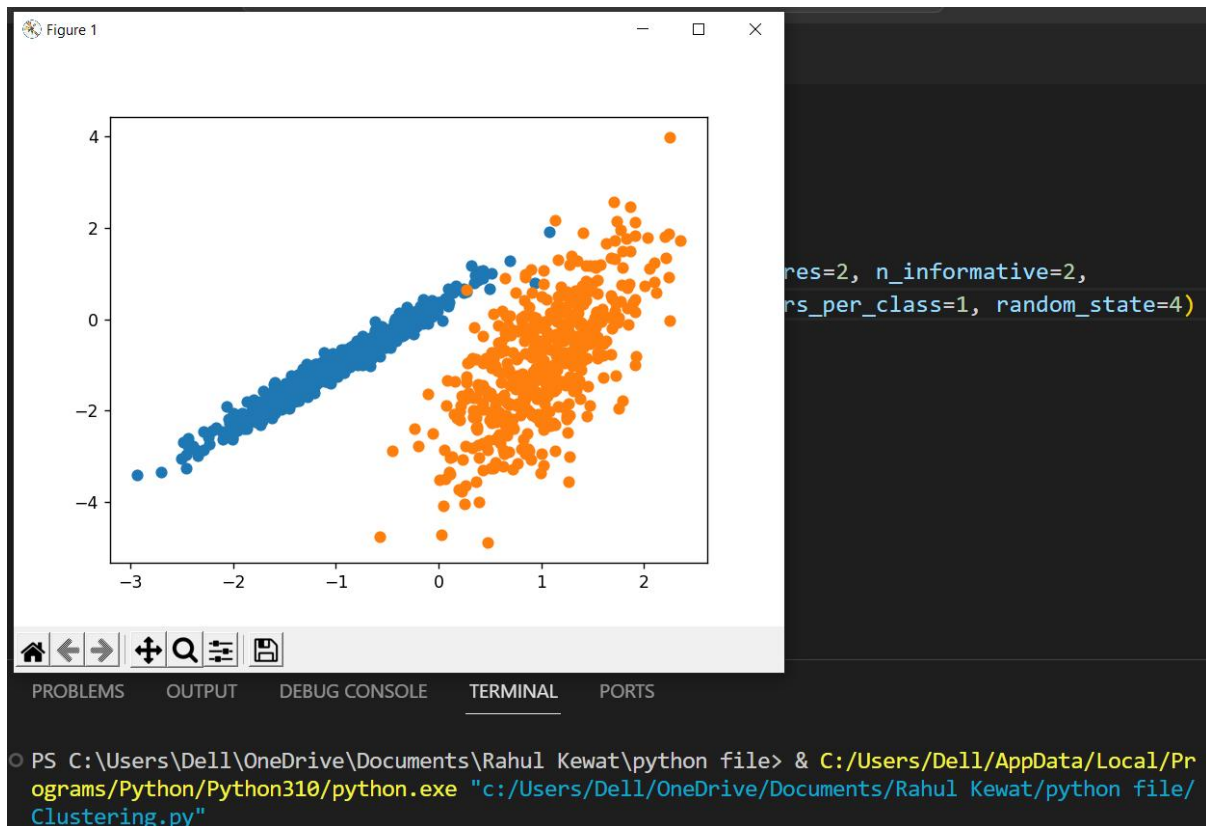 Figure 1
4
2
0
−2
−4
−3 −2 −1 0 1 2
res=2, n_informative=2,
rs_per_class=1, random_state=4)
PROBLEMS OUTPUT DEBUG CONSOLE TERMINAL PORTS
PS C:\Users\Dell\OneDrive\Documents\Rahul Kewat\python file> & C:/Users/Dell/AppData/Local/Pr
ograms/Python/Python310/python.exe "c:/Users/Dell/OneDrive/Documents/Rahul Kewat/python file/
Clustering.py"